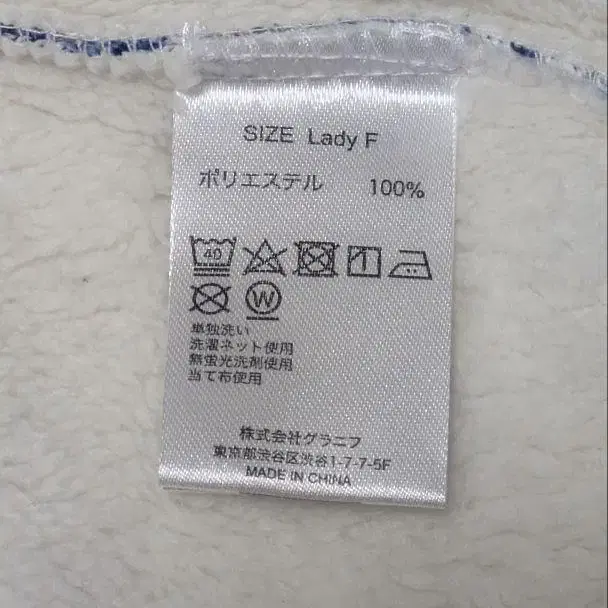 SIZE Lady F
ポリエステル 100%
40
W
単独洗い
洗濯ネット使用
無蛍光洗剤使用
当て布使用
株式会社グラニフ
東京都渋谷区渋谷1-7-7-5F
MADE IN CHINA